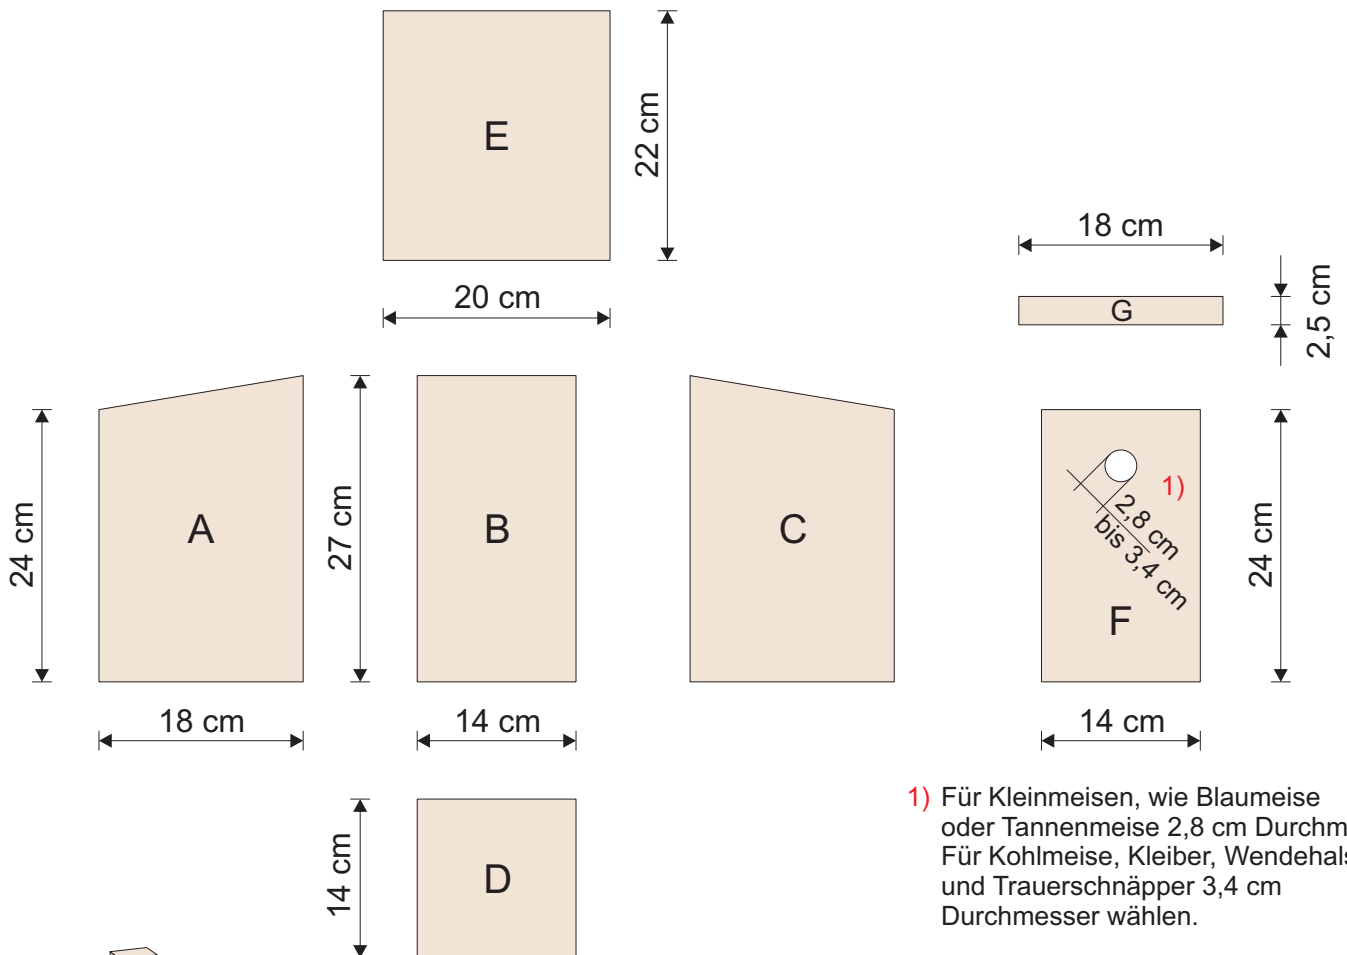 E
22 cm
20 cm
18 cm
G
2,5 cm
24 cm
A
18 cm
27 cm
B
14 cm
C
1)
2,8 cm
bis 3,4 cm
F
24 cm
14 cm
14 cm
D
1) Für Kleinmeisen, wie Blaumeise
oder Tannenmeise 2,8 cm Durchm
Für Kohlmeise, Kleiber, Wendehals
und Trauerschnäpper 3,4 cm
Durchmesser wählen.